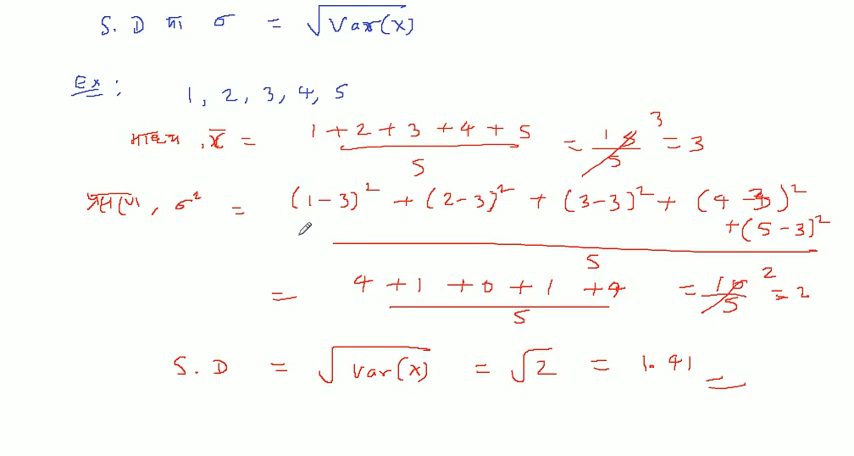 S. D या σ = √Var(x)
Ex : 1, 2, 3, 4, 5
माध्य, x̄ = (1 + 2 + 3 + 4 + 5) / 5 = 15/5 3 = 3
प्रसरण, σ² = (1 - 3)² + (2 - 3)² + (3 - 3)² + (4 - 3)²
+ (5 - 3)²
5
= (4 + 1 + 0 + 1 + 4) / 5 = 10/5 2 = 2
S. D = √Var(x) = √2 = 1.41